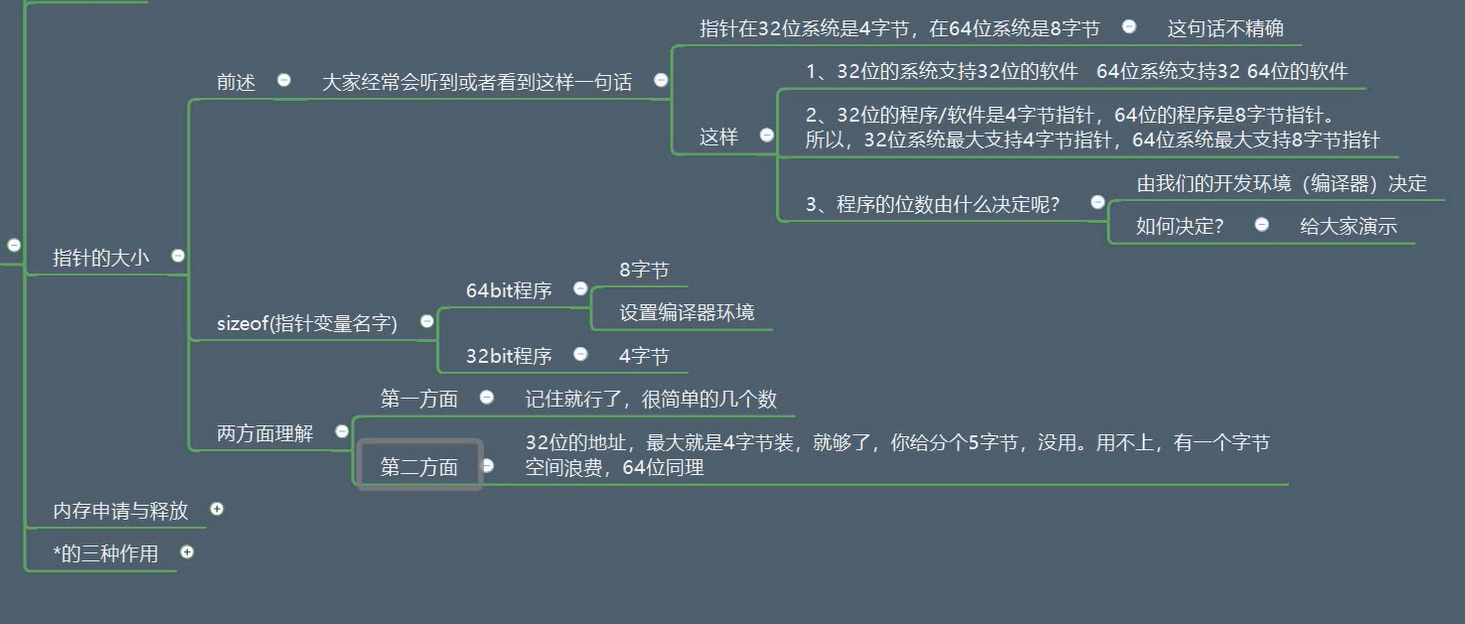 指针在32位系统是4字节，在64位系统是8字节
这句话不精确
前述
大家经常会听到或者看到这样一句话
1、32位的系统支持32位的软件 64位系统支持32 64位的软件
这样
2、32位的程序/软件是4字节指针，64位的程序是8字节指针。
所以，32位系统最大支持4字节指针，64位系统最大支持8字节指针
3、程序的位数由什么决定呢？
由我们的开发环境（编译器）决定
如何决定？
给大家演示
指针的大小
sizeof(指针变量名字)
64bit程序
8字节
设置编译器环境
32bit程序
4字节
两方面理解
第一方面
记住就行了，很简单的几个数
第二方面
32位的地址，最大就是4字节装，就够了，你给分个5字节，没用。用不上，有一个字节
空间浪费，64位同理
内存申请与释放
*的三种作用